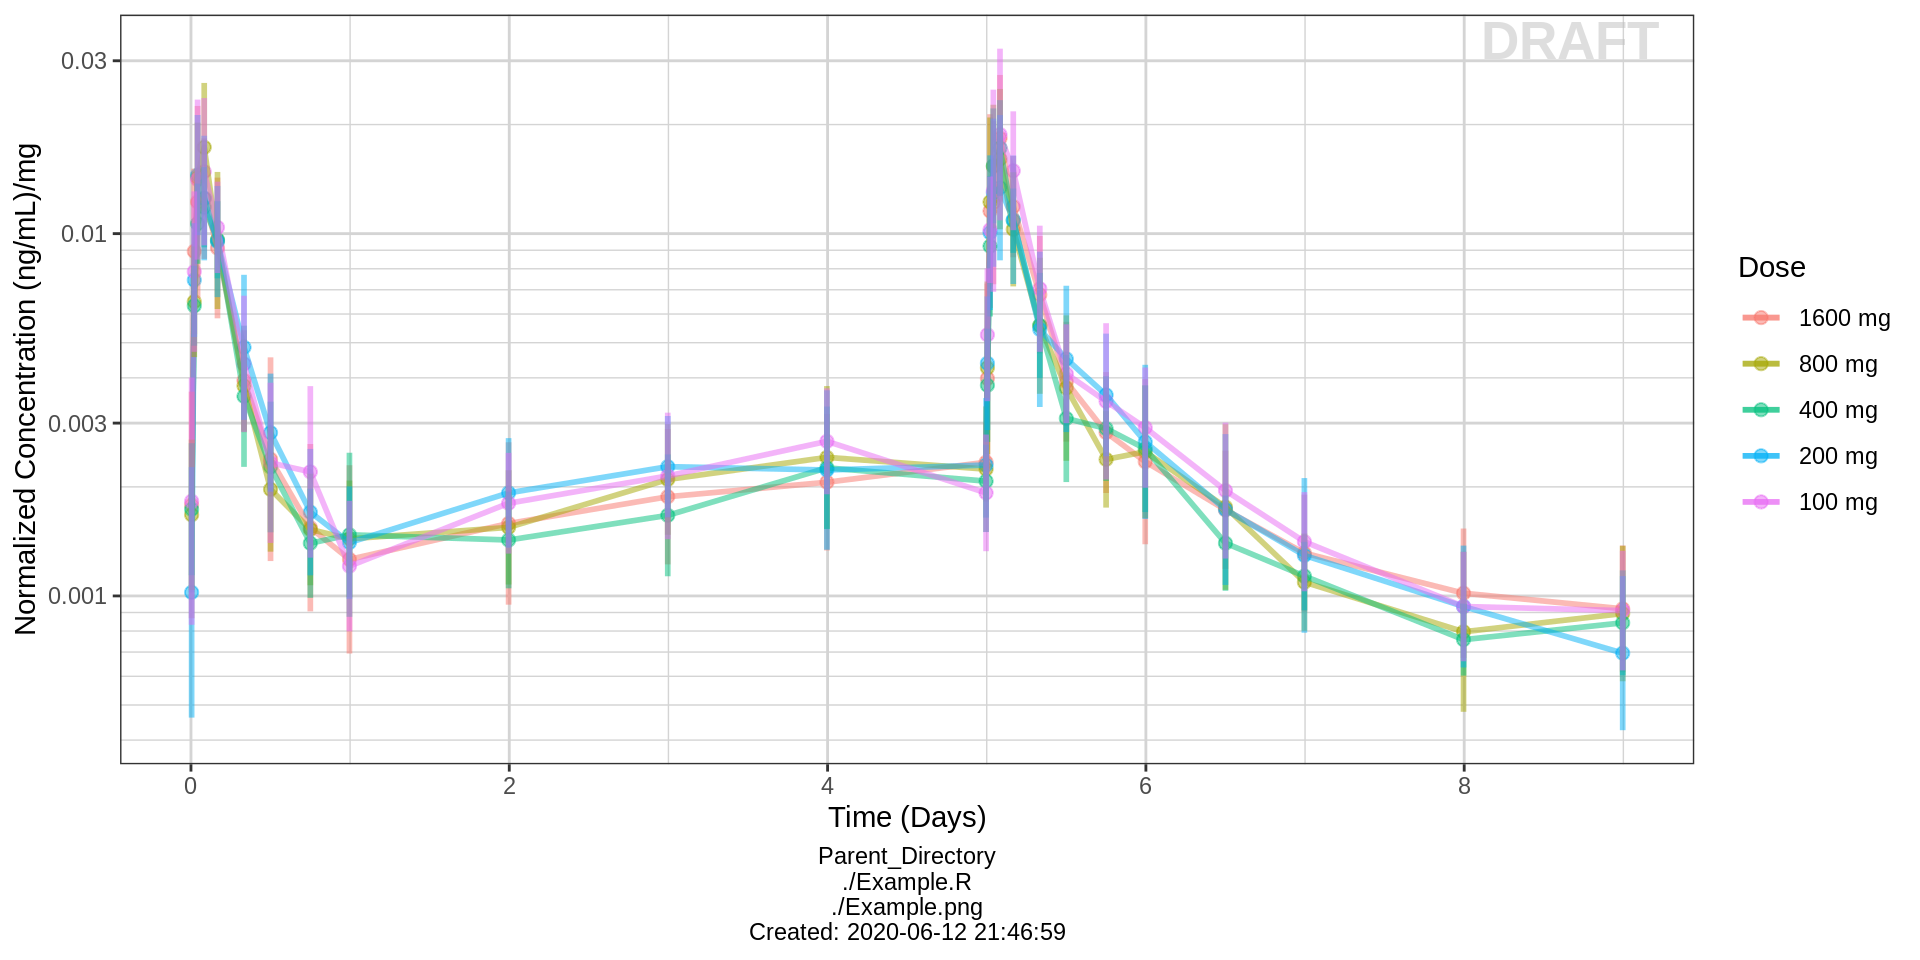 DRAFT
Normalized Concentration (ng/mL)/mg
0.03
0.01
0.003
0.001
0 2 4 6 8
Time (Days)
Parent_Directory
./Example.R
./Example.png
Created: 2020-06-12 21:46:59
Dose
1600 mg
800 mg
400 mg
200 mg
100 mg